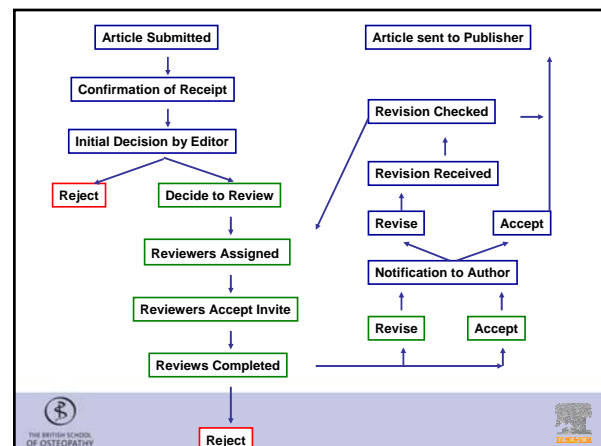 Article Submitted
Confirmation of Receipt
Initial Decision by Editor
Reject
Decide to Review
Reviewers Assigned
Reviewers Accept Invite
Reviews Completed
Reject
Article sent to Publisher
Revision Checked
Revision Received
Revise
Accept
Notification to Author
Revise
Accept
THE BRITISH SCHOOL
OF OSTEOPATHY
ELSEVIER